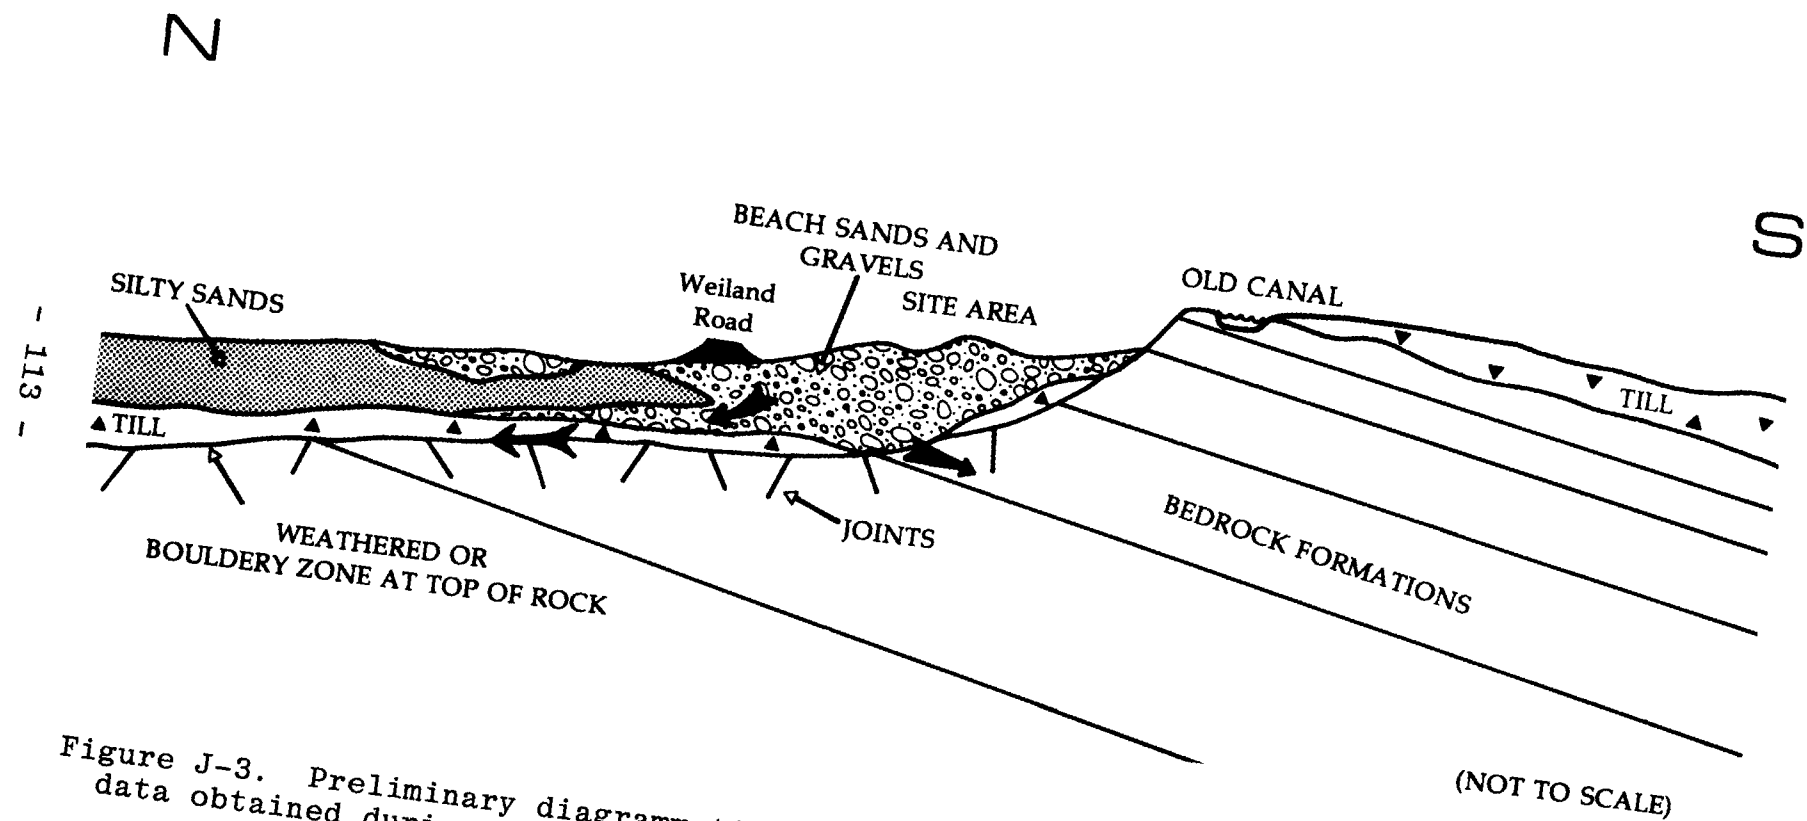 N
S
BEACH SANDS AND
GRAVELS
SILTY SANDS
Weiland
Road
SITE AREA
OLD CANAL
TILL
TILL
WEATHERED OR
BOULDERY ZONE AT TOP OF ROCK
JOINTS
BEDROCK FORMATIONS
(NOT TO SCALE)
- 113 -
Figure J-3. Preliminary
data obtained